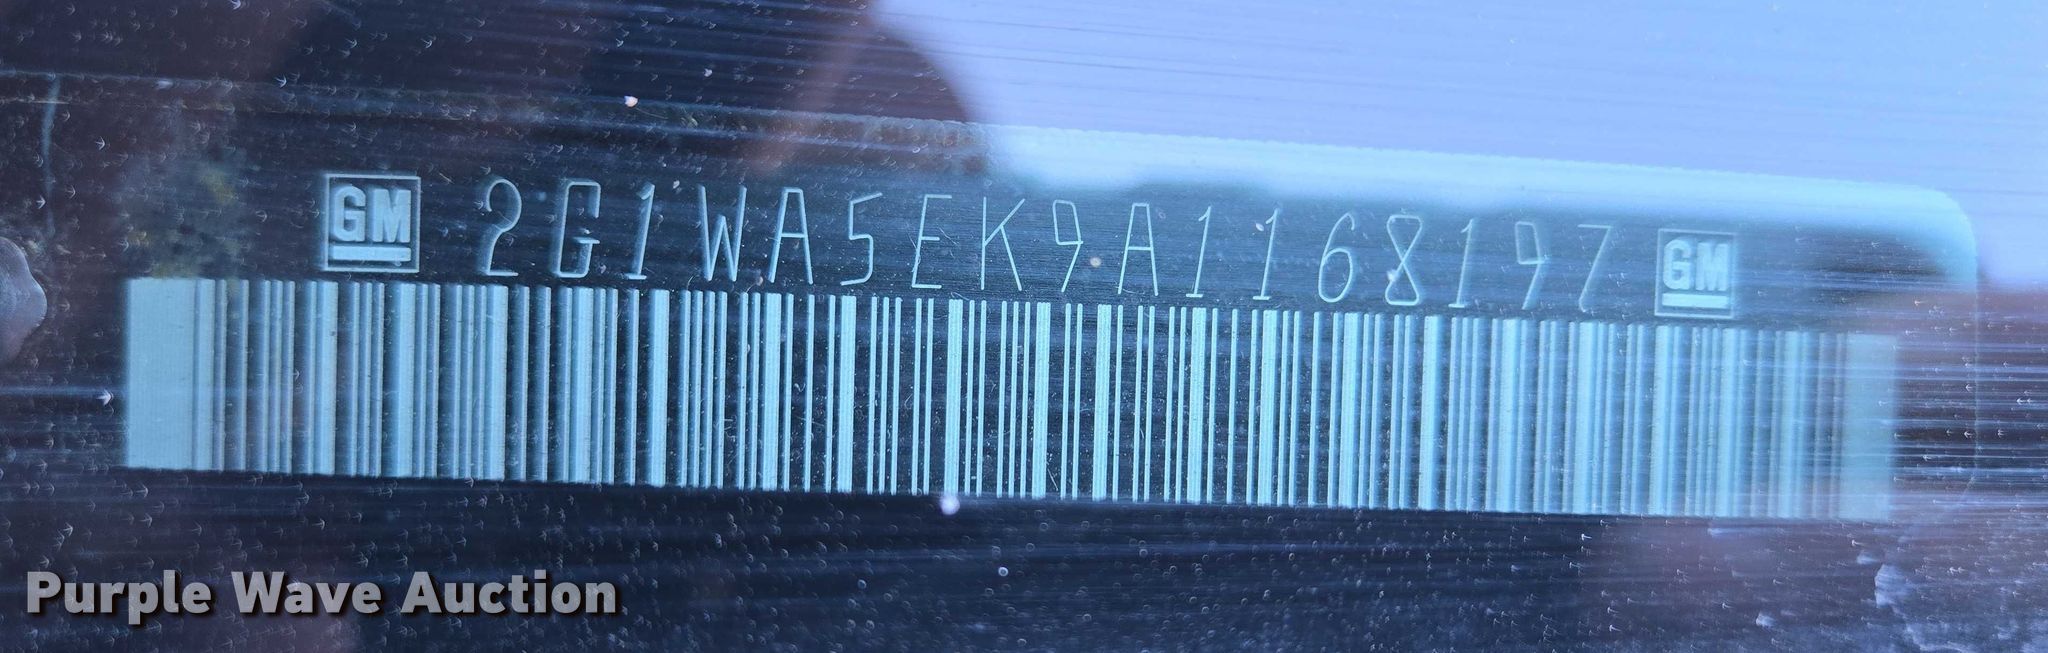 GM 2G1WA5EK9A1168197 GM
Purple Wave Auction